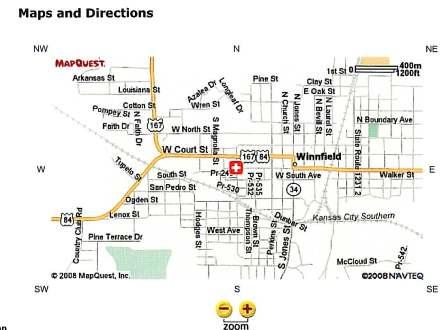 Maps and Directions
NW N NE
MAPQUEST
400m
1200ft
1st St 0
Arkansas St
Louisiana St
Azalea Dr
Longleaf Dr
Pine St
Clay St
E Oak St
Cotton St
Wren St
Pompey St
N Faith Dr
Faith Dr
167
W North St
S Magnolia St
N Church St
N Jones St
N Bevill St
N Laurel St
N Boundary Ave
State Route 1231 2
W Court St
167 84
Winnfield
W E
Tupelo St
South St
Pr-24
W South Ave
Walker St
San Pedro St
Pr-530
Pr-532
Pr-535
34
Ogden St
84
Lenox St
Country Club Rd
Hodges St
West Ave
Thompson St
Brown St
Perkins St
Dunbar St
S Jones St
Kansas City Southern
Pine Terrace Dr
McCloud St
Pr-542
© 2008 MapQuest, Inc.
©2008 NAVTEQ
SW S SE
zoom